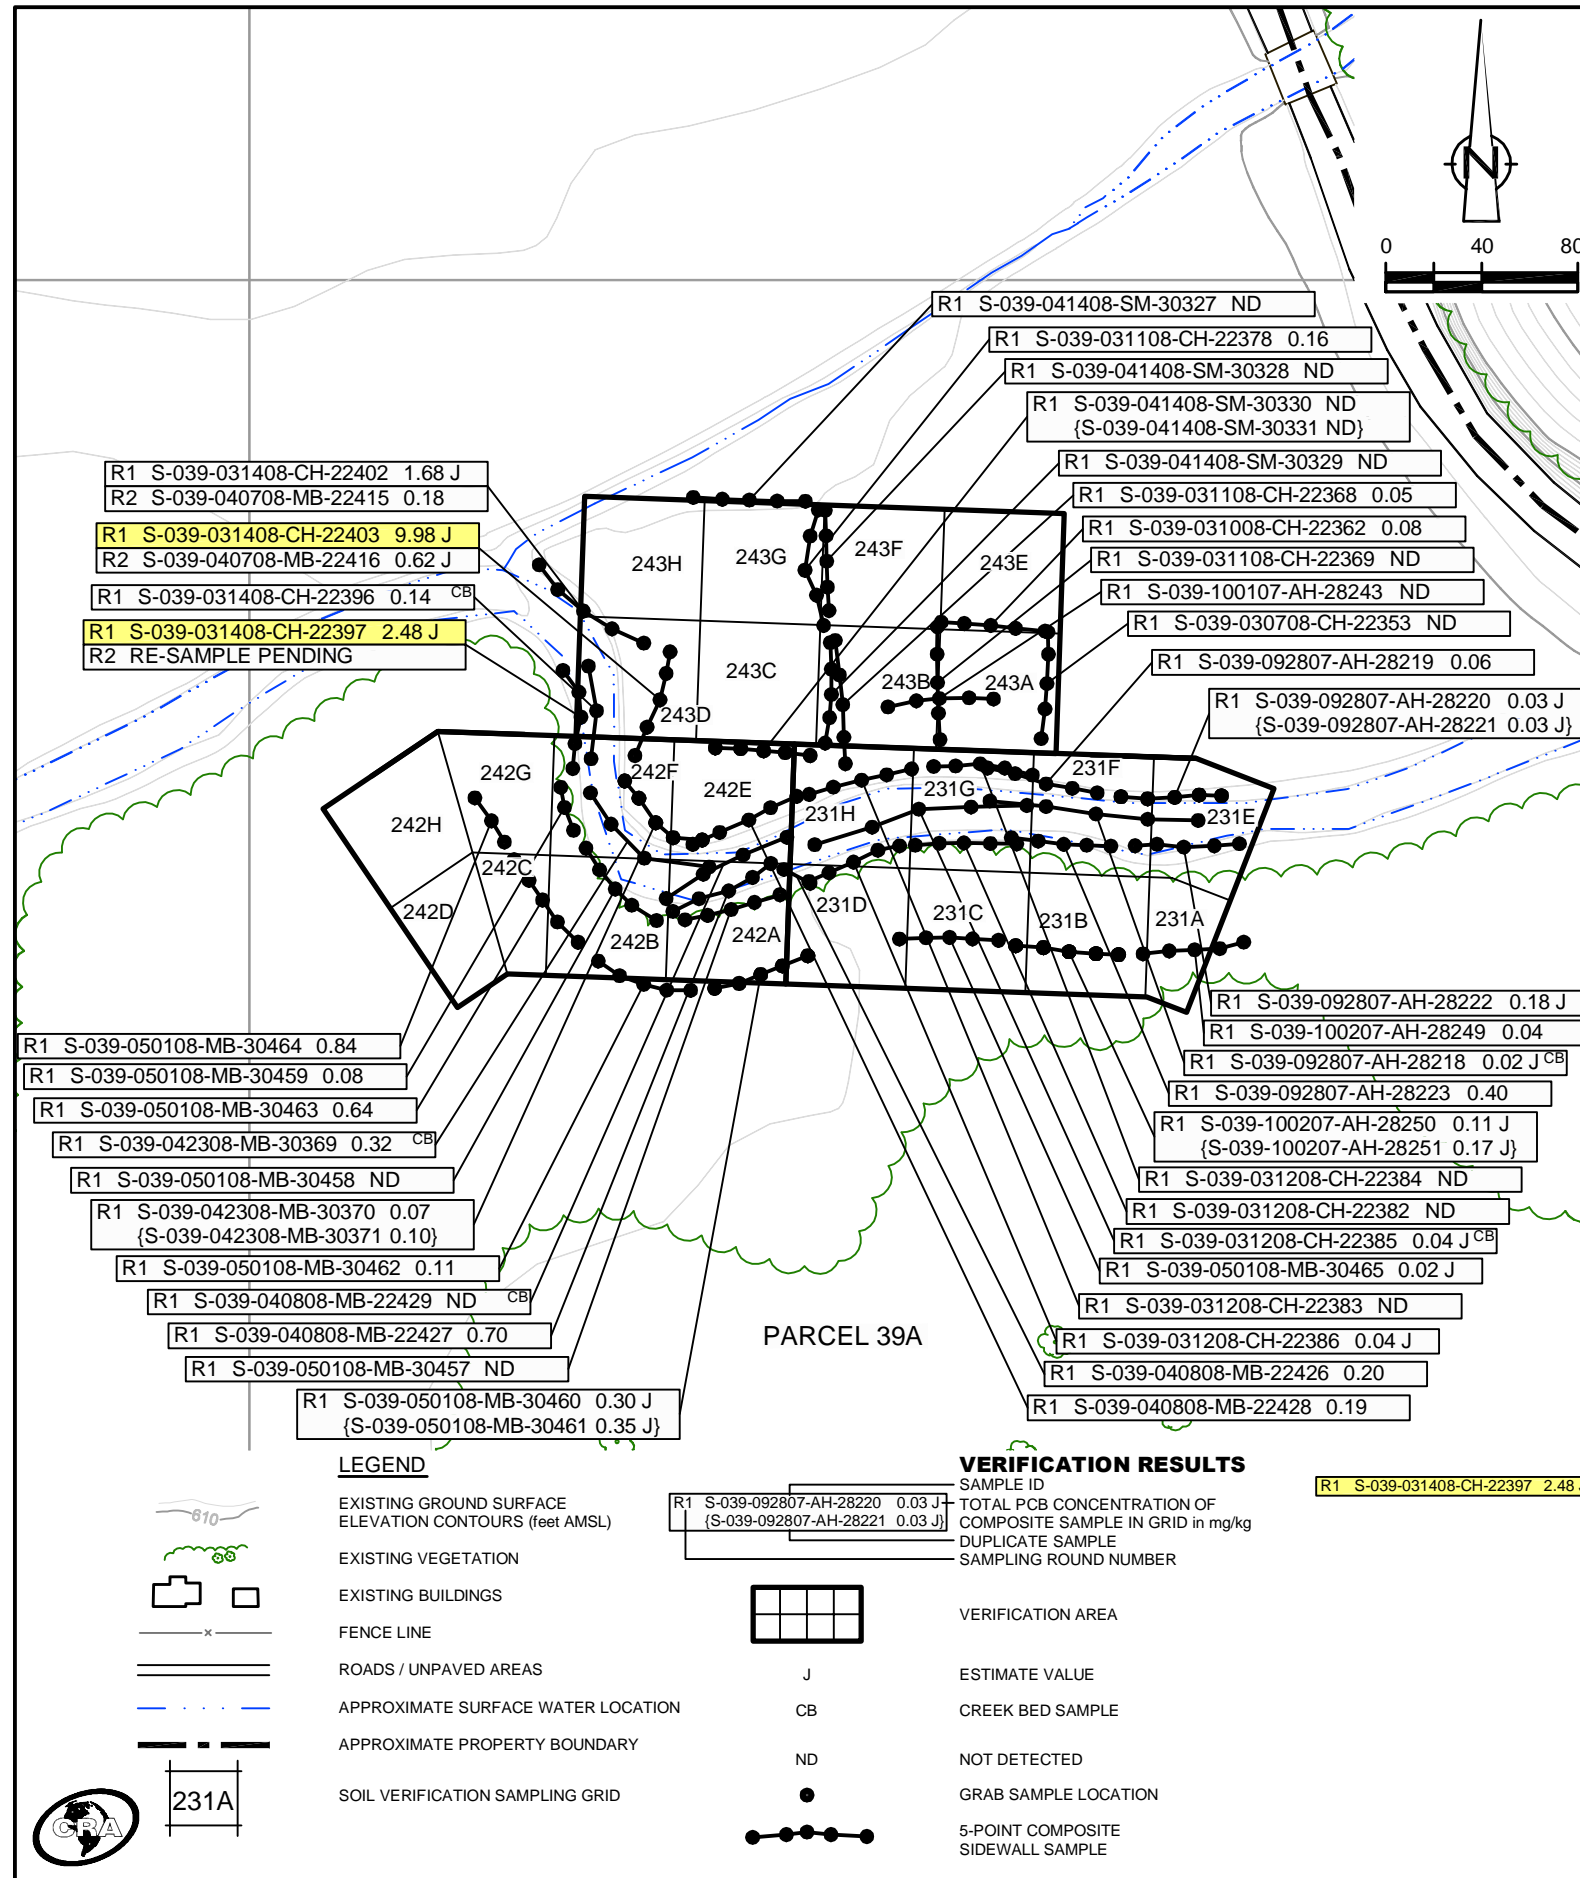 0 40 80
R1 S-039-041408-SM-30327 ND
R1 S-039-031108-CH-22378 0.16
R1 S-039-041408-SM-30328 ND
R1 S-039-041408-SM-30330 ND
{S-039-041408-SM-30331 ND}
R1 S-039-041408-SM-30329 ND
R1 S-039-031108-CH-22368 0.05
R1 S-039-031008-CH-22362 0.08
R1 S-039-031108-CH-22369 ND
R1 S-039-100107-AH-28243 ND
R1 S-039-030708-CH-22353 ND
R1 S-039-092807-AH-28219 0.06
R1 S-039-092807-AH-28220 0.03 J
{S-039-092807-AH-28221 0.03 J}
R1 S-039-031408-CH-22402 1.68 J
R2 S-039-040708-MB-22415 0.18
R1 S-039-031408-CH-22403 9.98 J
R2 S-039-040708-MB-22416 0.62 J
R1 S-039-031408-CH-22396 0.14 CB
R1 S-039-031408-CH-22397 2.48 J
R2 RE-SAMPLE PENDING
243H
243G
243F
243E
243C
243D
243B
243A
242G
242F
242E
242H
242C
242D
242B
242A
231F
231G
231E
231H
231D
231C
231B
231A
R1 S-039-050108-MB-30464 0.84
R1 S-039-050108-MB-30459 0.08
R1 S-039-050108-MB-30463 0.64
R1 S-039-042308-MB-30369 0.32 CB
R1 S-039-050108-MB-30458 ND
R1 S-039-042308-MB-30370 0.07
{S-039-042308-MB-30371 0.10}
R1 S-039-050108-MB-30462 0.11
R1 S-039-040808-MB-22429 ND CB
R1 S-039-040808-MB-22427 0.70
R1 S-039-050108-MB-30457 ND
R1 S-039-050108-MB-30460 0.30 J
{S-039-050108-MB-30461 0.35 J}
R1 S-039-092807-AH-28222 0.18 J
R1 S-039-100207-AH-28249 0.04
R1 S-039-092807-AH-28218 0.02 J CB
R1 S-039-092807-AH-28223 0.40
R1 S-039-100207-AH-28250 0.11 J
{S-039-100207-AH-28251 0.17 J}
R1 S-039-031208-CH-22384 ND
R1 S-039-031208-CH-22382 ND
R1 S-039-031208-CH-22385 0.04 J CB
R1 S-039-050108-MB-30465 0.02 J
R1 S-039-031208-CH-22383 ND
R1 S-039-031208-CH-22386 0.04 J
R1 S-039-040808-MB-22426 0.20
R1 S-039-040808-MB-22428 0.19
PARCEL 39A
LEGEND
610
EXISTING GROUND SURFACE
ELEVATION CONTOURS (feet AMSL)
EXISTING VEGETATION
EXISTING BUILDINGS
x
FENCE LINE
ROADS / UNPAVED AREAS
APPROXIMATE SURFACE WATER LOCATION
APPROXIMATE PROPERTY BOUNDARY
231A
SOIL VERIFICATION SAMPLING GRID
CRA
VERIFICATION RESULTS
R1 S-039-092807-AH-28220 0.03 J
{S-039-092807-AH-28221 0.03 J}
SAMPLE ID
TOTAL PCB CONCENTRATION OF
COMPOSITE SAMPLE IN GRID in mg/kg
DUPLICATE SAMPLE
SAMPLING ROUND NUMBER
R1 S-039-031408-CH-22397 2.48 J
VERIFICATION AREA
J ESTIMATE VALUE
CB CREEK BED SAMPLE
ND NOT DETECTED
GRAB SAMPLE LOCATION
5-POINT COMPOSITE
SIDEWALL SAMPLE
N